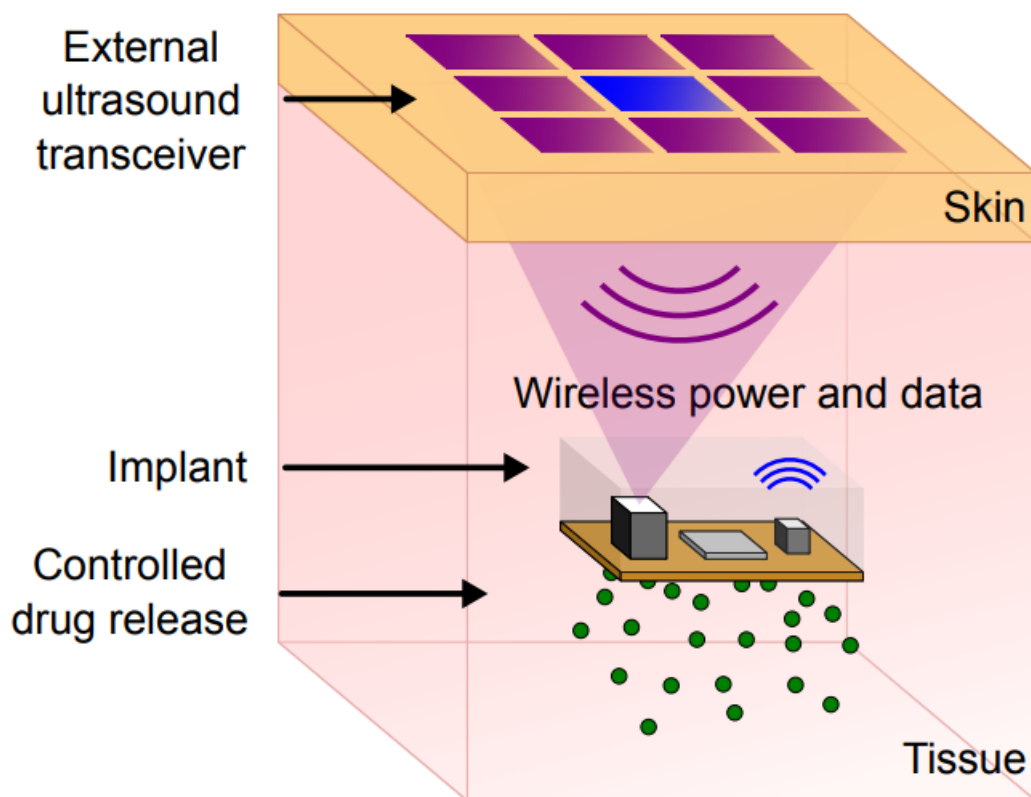 External
ultrasound
transceiver
Skin
Wireless power and data
Implant
Controlled
drug release
Tissue